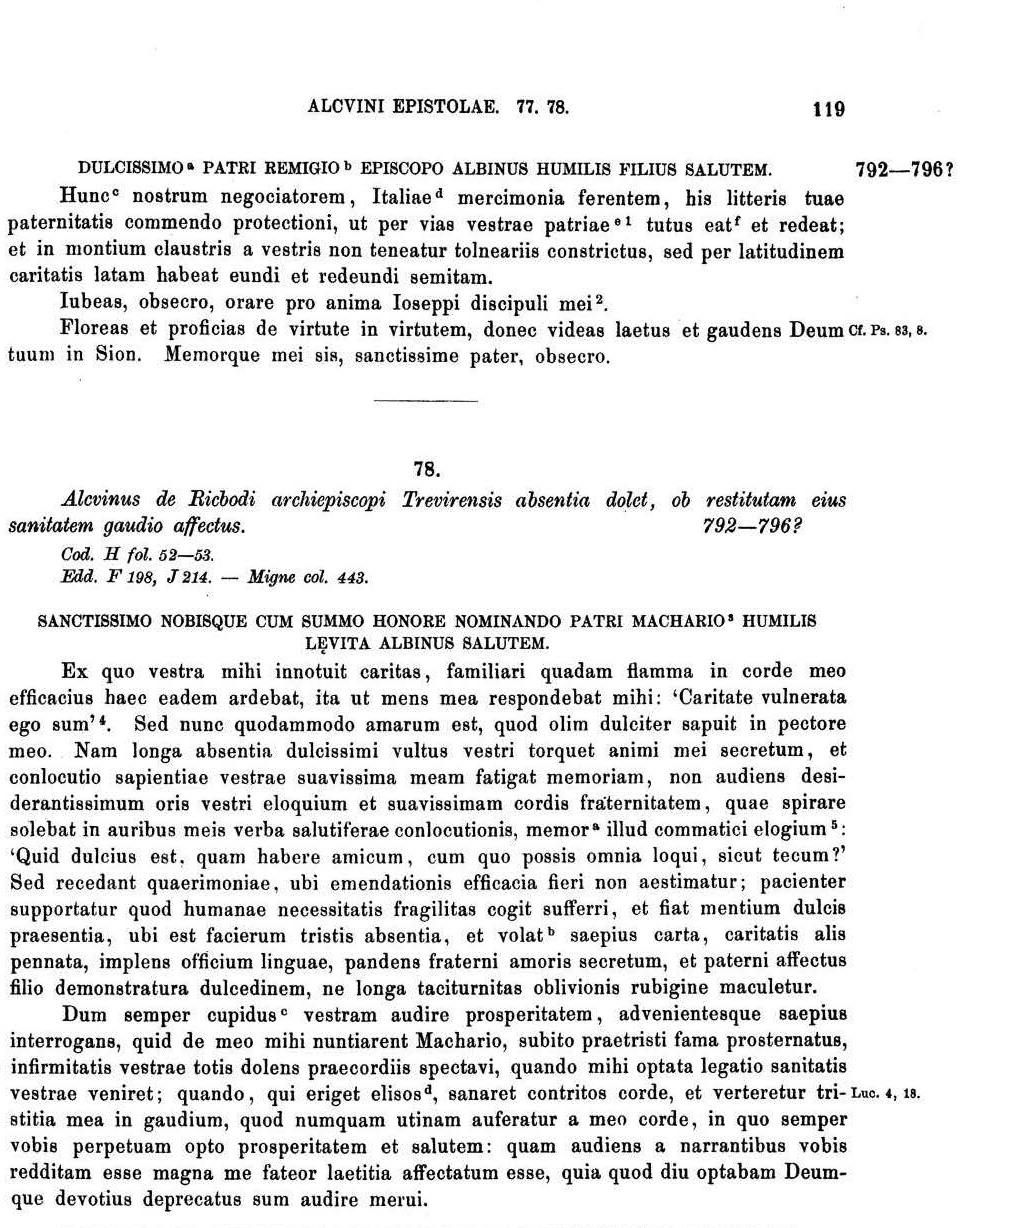 ALCVINI EPISTOLAE. 77. 78. 119
DULCISSIMO a PATRI REMIGIO b EPISCOPO ALBINUS HUMILIS FILIUS SALUTEM. 792—796?
Hunc c nostrum negociatorem, Italiae d mercimonia ferentem, his litteris tuae
paternitatis commendo protectioni, ut per vias vestrae patriae e 1 tutus eat f et redeat;
et in montium claustris a vestris non teneatur tolneariis constrictus, sed per latitudinem
caritatis latam habeat eundi et redeundi semitam.
Iubeas, obsecro, orare pro anima Ioseppi discipuli mei 2.
Floreas et proficias de virtute in virtutem, donec videas laetus et gaudens Deum Cf. Ps. 83, 8.
tuum in Sion. Memorque mei sis, sanctissime pater, obsecro.
78.
Alcvinus de Ricbodi archiepiscopi Trevirensis absentia dolet, ob restitutam eius
sanitatem gaudio affectus. 792—796?
Cod. H fol. 52—53.
Edd. F 198, J 214. — Migne col. 443.
SANCTISSIMO NOBISQUE CUM SUMMO HONORE NOMINANDO PATRI MACHARIO 3 HUMILIS
LĘVITA ALBINUS SALUTEM.
Ex quo vestra mihi innotuit caritas, familiari quadam flamma in corde meo
efficacius haec eadem ardebat, ita ut mens mea respondebat mihi: ‘Caritate vulnerata
ego sum’ 4. Sed nunc quodammodo amarum est, quod olim dulciter sapuit in pectore
meo. Nam longa absentia dulcissimi vultus vestri torquet animi mei secretum, et
conlocutio sapientiae vestrae suavissima meam fatigat memoriam, non audiens desi-
derantissimum oris vestri eloquium et suavissimam cordis fraternitatem, quae spirare
solebat in auribus meis verba salutiferae conlocutionis, memor a illud commatici elogium 5:
‘Quid dulcius est, quam habere amicum, cum quo possis omnia loqui, sicut tecum?’
Sed recedant quaerimoniae, ubi emendationis efficacia fieri non aestimatur; pacienter
supportatur quod humanae necessitatis fragilitas cogit sufferri, et fiat mentium dulcis
praesentia, ubi est facierum tristis absentia, et volat b saepius carta, caritatis alis
pennata, implens officium linguae, pandens fraterni amoris secretum, et paterni affectus
filio demonstratura dulcedinem, ne longa taciturnitas oblivionis rubigine maculetur.
Dum semper cupidus c vestram audire prosperitatem, advenientesque saepius
interrogans, quid de meo mihi nuntiarent Machario, subito praetristi fama prosternatus,
infirmitatis vestrae totis dolens praecordiis spectavi, quando mihi optata legatio sanitatis
vestrae veniret; quando, qui eriget elisos d, sanaret contritos corde, et verteretur tri- Luc. 4, 18.
stitia mea in gaudium, quod numquam utinam auferatur a meo corde, in quo semper
vobis perpetuam opto prosperitatem et salutem: quam audiens a narrantibus vobis
redditam esse magna me fateor laetitia affectatum esse, quia quod diu optabam Deum-
que devotius deprecatus sum audire merui.